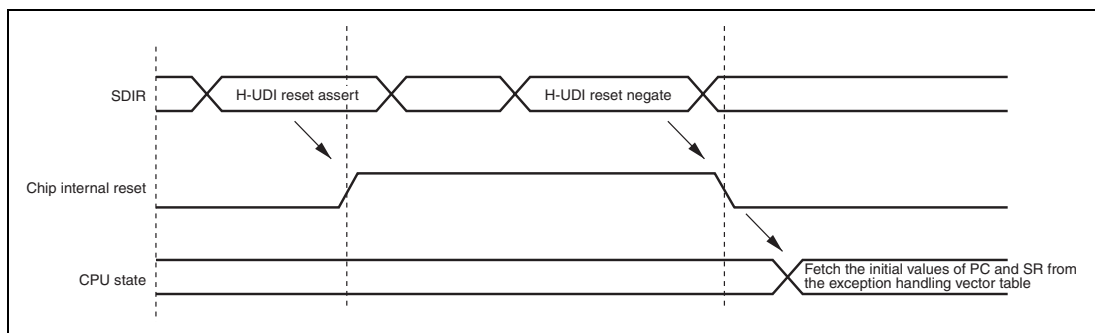 SDIR
H-UDI reset assert
H-UDI reset negate
Chip internal reset
CPU state
Fetch the initial values of PC and SR from
the exception handling vector table